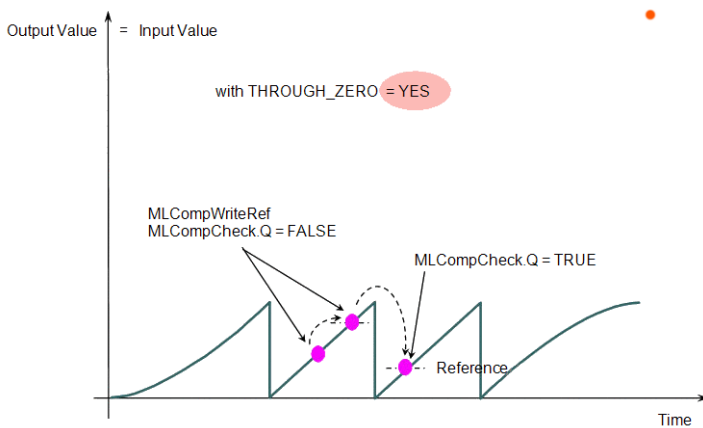 Output Value = Input Value
with THROUGH_ZERO = YES
MLCompWriteRef
MLCompCheck.Q = FALSE
MLCompCheck.Q = TRUE
Reference
Time